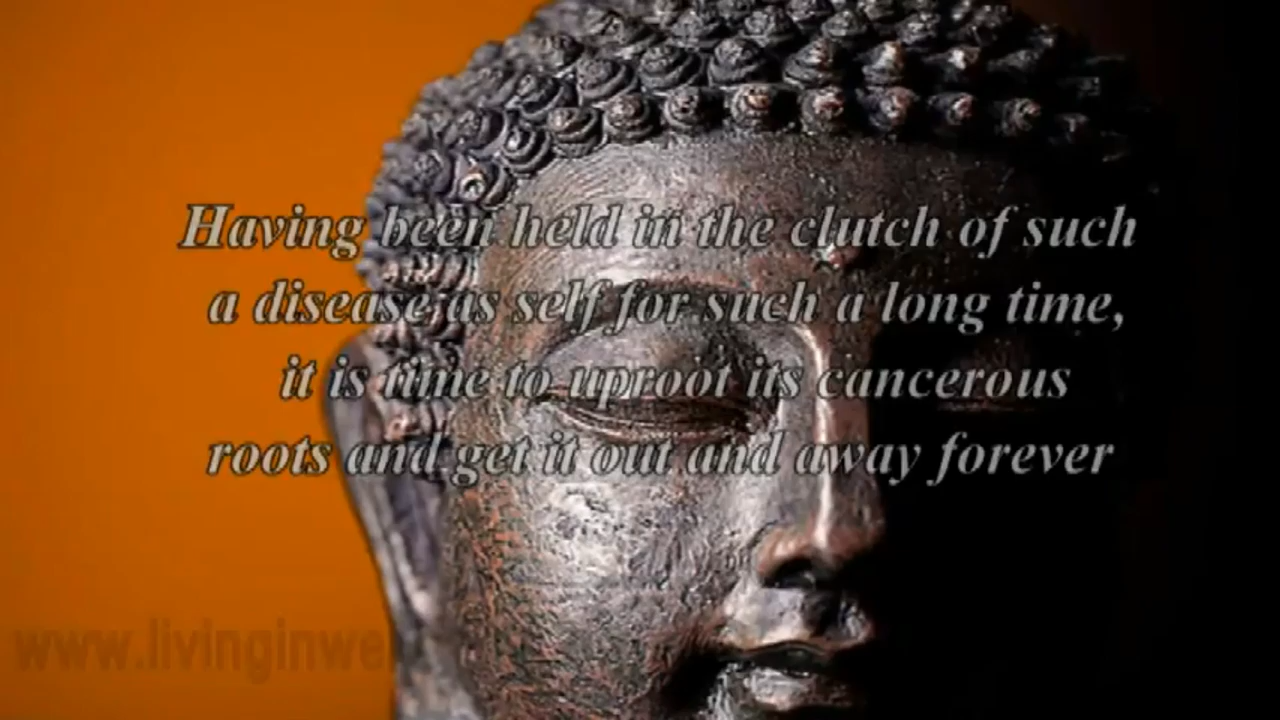 Having been held in the clutch of such
a disease as self for such a long time,
it is time to uproot its cancerous
roots and get it out and away forever